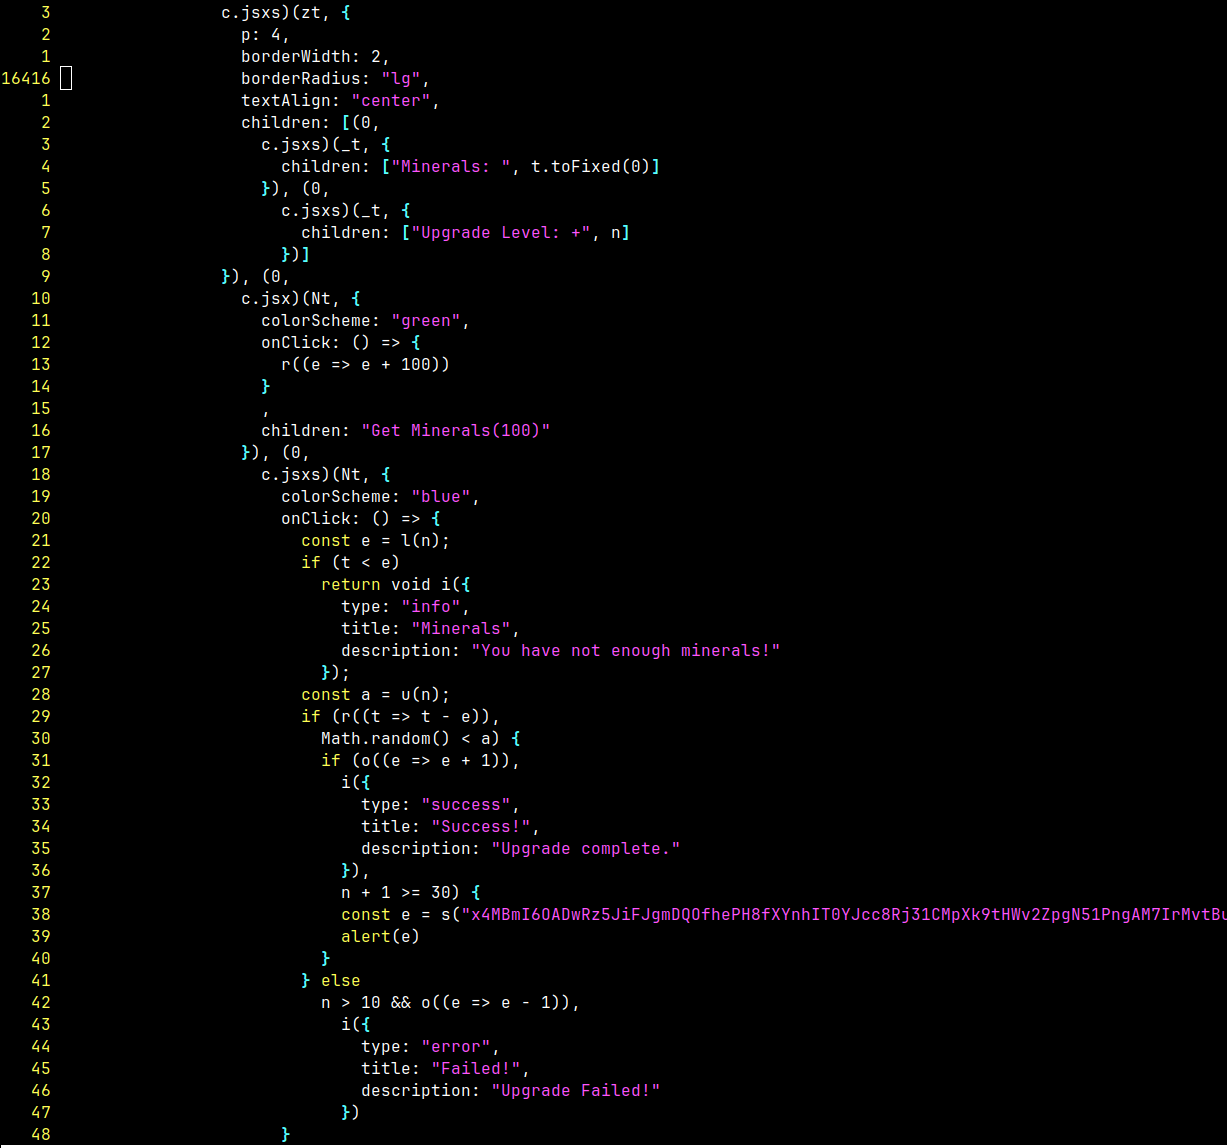 3 c.jsxs)(zt, {
2 p: 4,
1 borderWidth: 2,
16416 borderRadius: "lg",
1 textAlign: "center",
2 children: [(0,
3 c.jsxs)(_t, {
4 children: ["Minerals: ", t.toFixed(0)]
5 }), (0,
6 c.jsxs)(_t, {
7 children: ["Upgrade Level: +", n]
8 })]
9 }), (0,
10 c.jsx)(Nt, {
11 colorScheme: "green",
12 onClick: () => {
13 r((e => e + 100))
14 }
15 ,
16 children: "Get Minerals(100)"
17 }), (0,
18 c.jsxs)(Nt, {
19 colorScheme: "blue",
20 onClick: () => {
21 const e = l(n);
22 if (t < e)
23 return void i({
24 type: "info",
25 title: "Minerals",
26 description: "You have not enough minerals!"
27 });
28 const a = u(n);
29 if (r((t => t - e)),
30 Math.random() < a) {
31 if (o((e => e + 1)),
32 i({
33 type: "success",
34 title: "Success!",
35 description: "Upgrade complete."
36 }),
37 n + 1 >= 30) {
38 const e = s("x4MBmI6OADwRz5JiFJgmDQOfhePH8fXYnhIT0YJcc8Rj31CMpXk9tHWv2ZpgN51PngAM7IrMvtBu
39 alert(e)
40 }
41 } else
42 n > 10 && o((e => e - 1)),
43 i({
44 type: "error",
45 title: "Failed!",
46 description: "Upgrade Failed!"
47 })
48 }